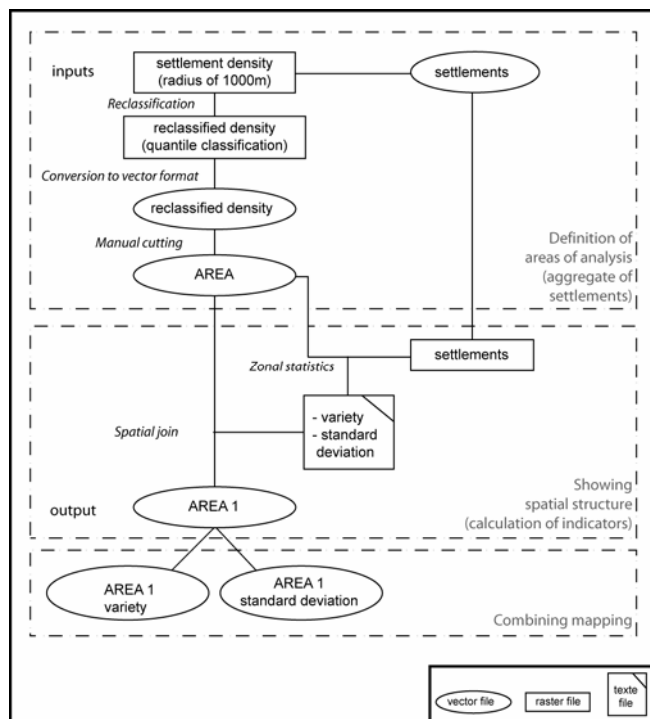 inputs
settlement density
(radius of 1000m)
settlements
Reclassification
reclassified density
(quantile classification)
Conversion to vector format
reclassified density
Manual cutting
AREA
Definition of
areas of analysis
(aggregate of
settlements)
settlements
Zonal statistics
- variety
- standard
deviation
Spatial join
AREA 1
output
Showing
spatial structure
(calculation of indicators)
AREA 1
variety
AREA 1
standard deviation
Combining mapping
vector file
raster file
texte
file